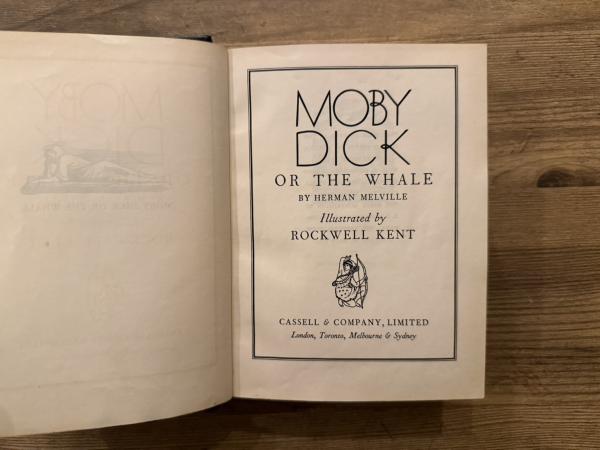 MOBY
DICK
OR THE WHALE
BY HERMAN MELVILLE
Illustrated by
ROCKWELL KENT
CASSELL & COMPANY, LIMITED
London, Toronto, Melbourne & Sydney